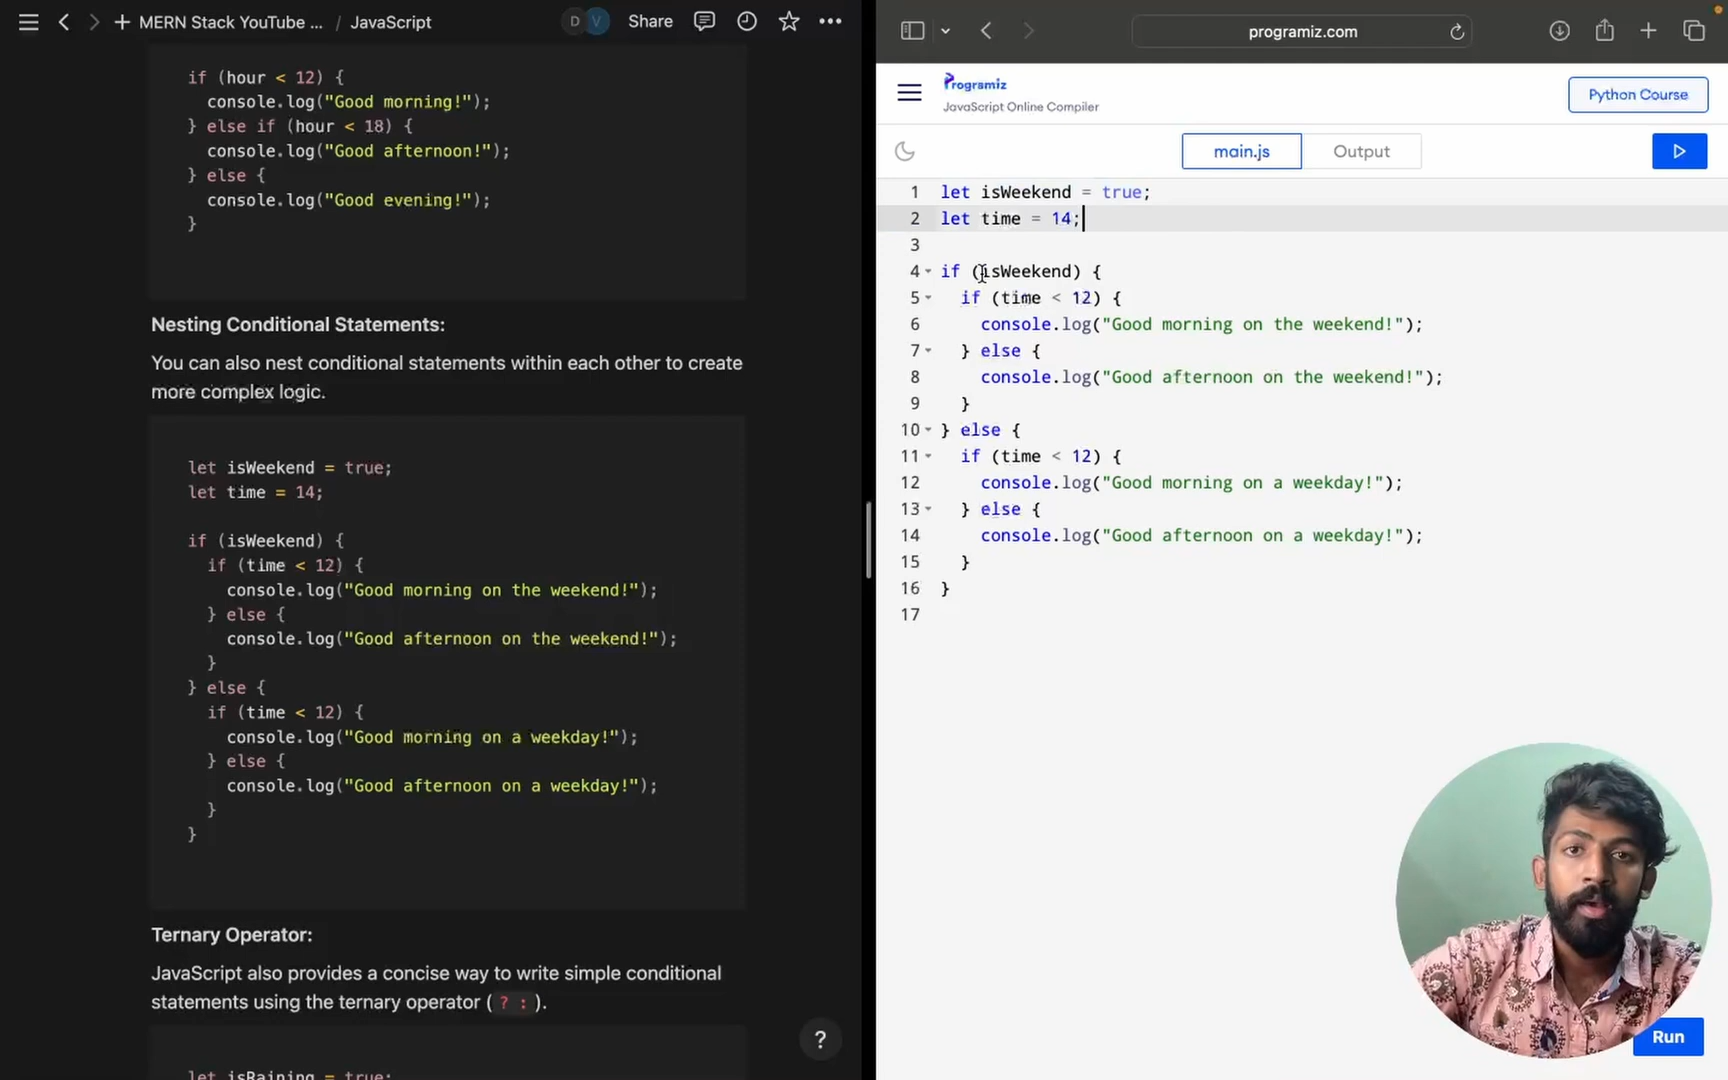 + MERN Stack YouTube ... / JavaScript
D V Share
if (hour < 12) {
console.log("Good morning!");
} else if (hour < 18) {
console.log("Good afternoon!");
} else {
console.log("Good evening!");
}
Nesting Conditional Statements:
You can also nest conditional statements within each other to create
more complex logic.
let isWeekend = true;
let time = 14;
if (isWeekend) {
if (time < 12) {
console.log("Good morning on the weekend!");
} else {
console.log("Good afternoon on the weekend!");
}
} else {
if (time < 12) {
console.log("Good morning on a weekday!");
} else {
console.log("Good afternoon on a weekday!");
}
}
Ternary Operator:
JavaScript also provides a concise way to write simple conditional
statements using the ternary operator ( ? : ).
let isRaining = true;
?
programiz.com
Programiz
JavaScript Online Compiler
Python Course
main.js
Output
1 let isWeekend = true;
2 let time = 14;
3
4 if (isWeekend) {
5 if (time < 12) {
6 console.log("Good morning on the weekend!");
7 } else {
8 console.log("Good afternoon on the weekend!");
9 }
10 } else {
11 if (time < 12) {
12 console.log("Good morning on a weekday!");
13 } else {
14 console.log("Good afternoon on a weekday!");
15 }
16 }
17
Run